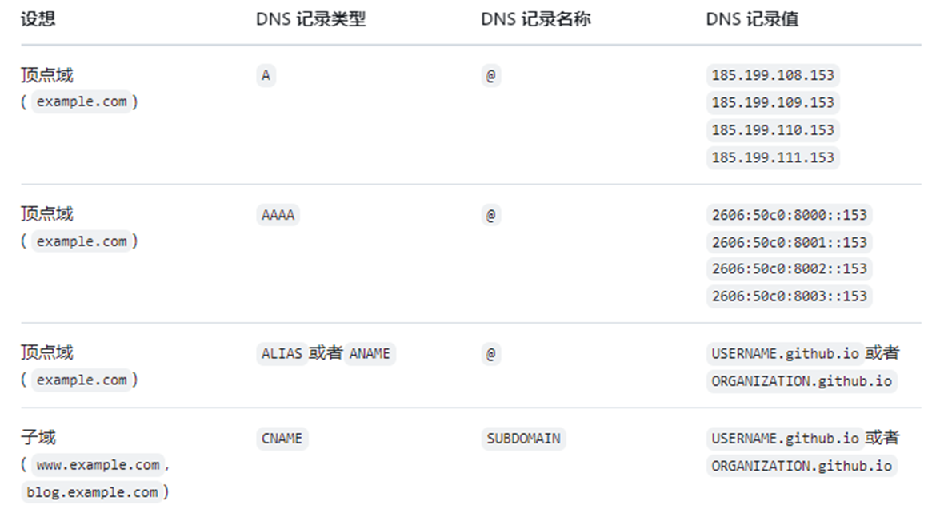 设想 DNS 记录类型 DNS 记录名称 DNS 记录值
顶点域 A @ 185.199.108.153
( example.com ) 185.199.109.153
185.199.110.153
185.199.111.153
顶点域 AAAA @ 2606:50c0:8000::153
( example.com ) 2606:50c0:8001::153
2606:50c0:8002::153
2606:50c0:8003::153
顶点域 ALIAS 或者 ANAME @ USERNAME.github.io 或者
( example.com ) ORGANIZATION.github.io
子域 CNAME SUBDOMAIN USERNAME.github.io 或者
( www.example.com, ORGANIZATION.github.io
blog.example.com )